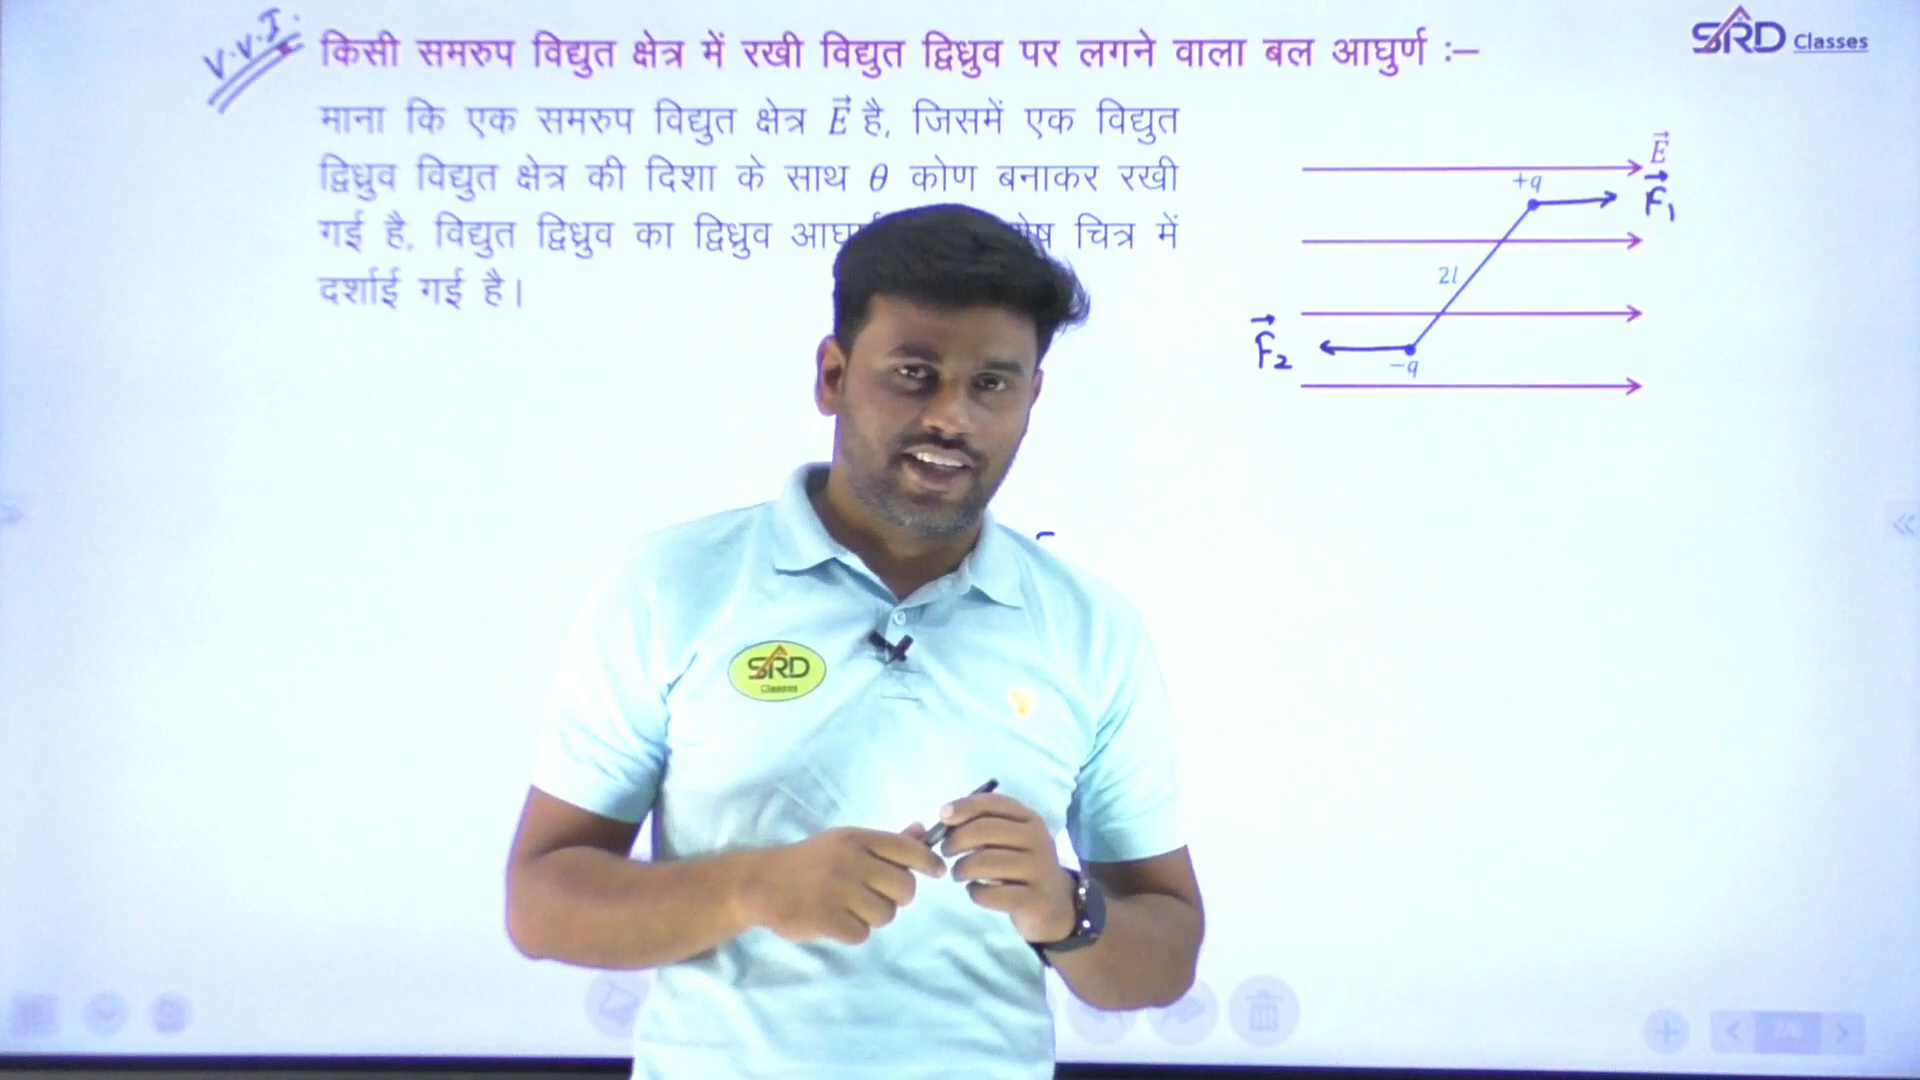 V.V.I.
किसी समरुप विद्युत क्षेत्र में रखी विद्युत द्विध्रुव पर लगने वाला बल आघुर्ण :–
SRD Classes
माना कि एक समरुप विद्युत क्षेत्र E⃗ है, जिसमें एक विद्युत
द्विध्रुव विद्युत क्षेत्र की दिशा के साथ θ कोण बनाकर रखी
गई है, विद्युत द्विध्रुव का द्विध्रुव आघुर्ण चित्र में
दर्शाई गई है।
E⃗
+q
F⃗₁
2l
F⃗₂
−q
SRD
Classes